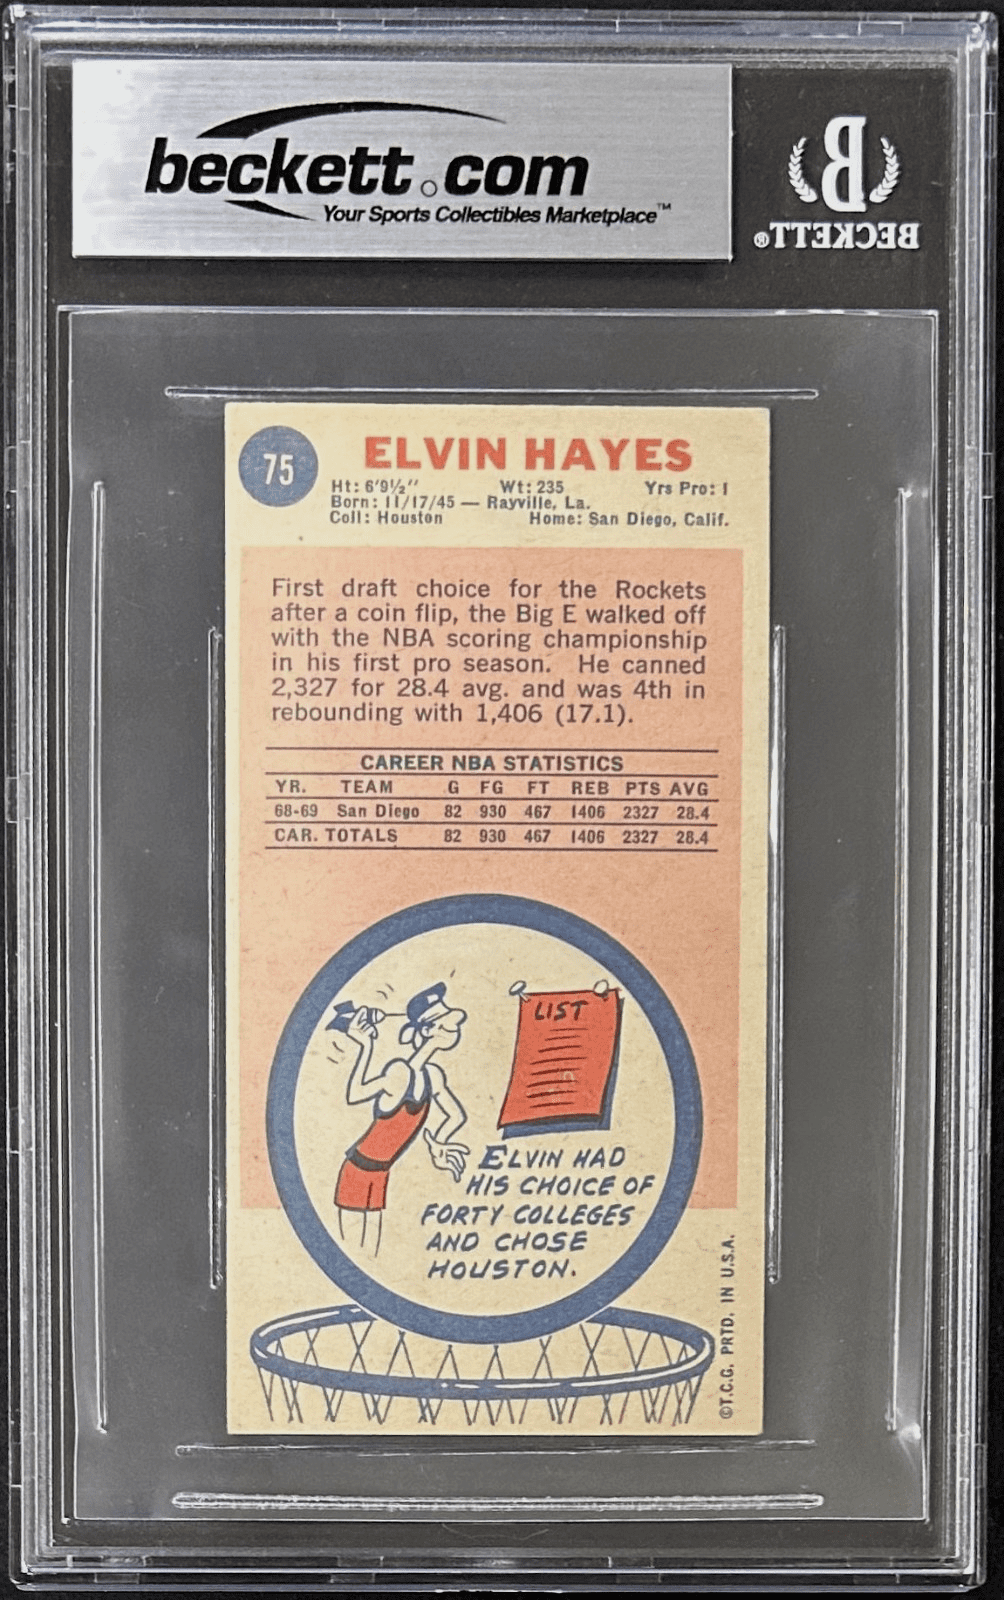 beckett.com
Your Sports Collectibles Marketplace™
B
BECKETT®
75
ELVIN HAYES
Ht: 6'9½" Wt: 235 Yrs Pro: 1
Born: 11/17/45 — Rayville, La.
Coll: Houston Home: San Diego, Calif.
First draft choice for the Rockets
after a coin flip, the Big E walked off
with the NBA scoring championship
in his first pro season. He canned
2,327 for 28.4 avg. and was 4th in
rebounding with 1,406 (17.1).
CAREER NBA STATISTICS
YR. TEAM G FG FT REB PTS AVG
68-69 San Diego 82 930 467 1406 2327 28.4
CAR. TOTALS 82 930 467 1406 2327 28.4
LIST
ELVIN HAD
HIS CHOICE OF
FORTY COLLEGES
AND CHOSE
HOUSTON.
©T.C.G. PRTD. IN U.S.A.